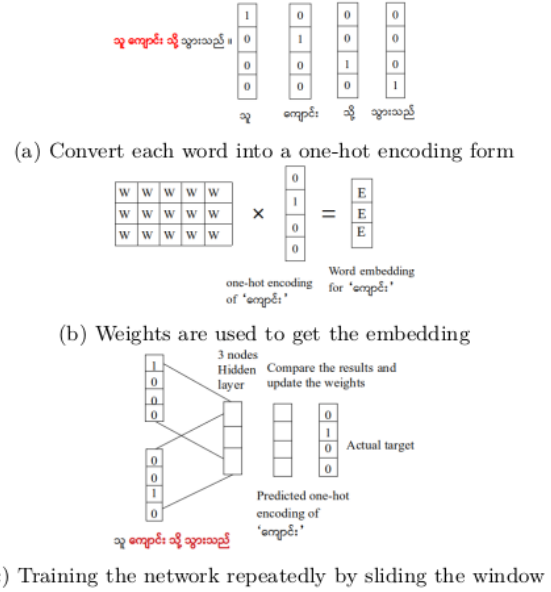 သူ ကျောင်း သို့ သွားသည် ။
1 0 0 0
0 1 0 0
0 0 1 0
0 0 0 1
သူ ကျောင်း သို့ သွားသည်
(a) Convert each word into a one-hot encoding form
W W W W W
W W W W W
W W W W W
×
0
1
0
0
=
E
E
E
one-hot encoding
of ‘ကျောင်း’
Word embedding
for ‘ကျောင်း’
(b) Weights are used to get the embedding
1
0
0
0
0
0
1
0
3 nodes
Hidden
layer
Compare the results and
update the weights
0
1
0
0
Actual target
Predicted one-hot
encoding of
‘ကျောင်း’
သူ ကျောင်း သို့ သွားသည်
) Training the network repeatedly by sliding the window